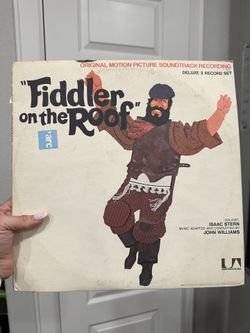 ORIGINAL MOTION PICTURE SOUNDTRACK RECORDING
DELUXE 2 RECORD SET
"Fiddler
on the Roof"
arc
SOLOIST:
ISAAC STERN
MUSIC ADAPTED AND CONDUCTED BY
JOHN WILLIAMS